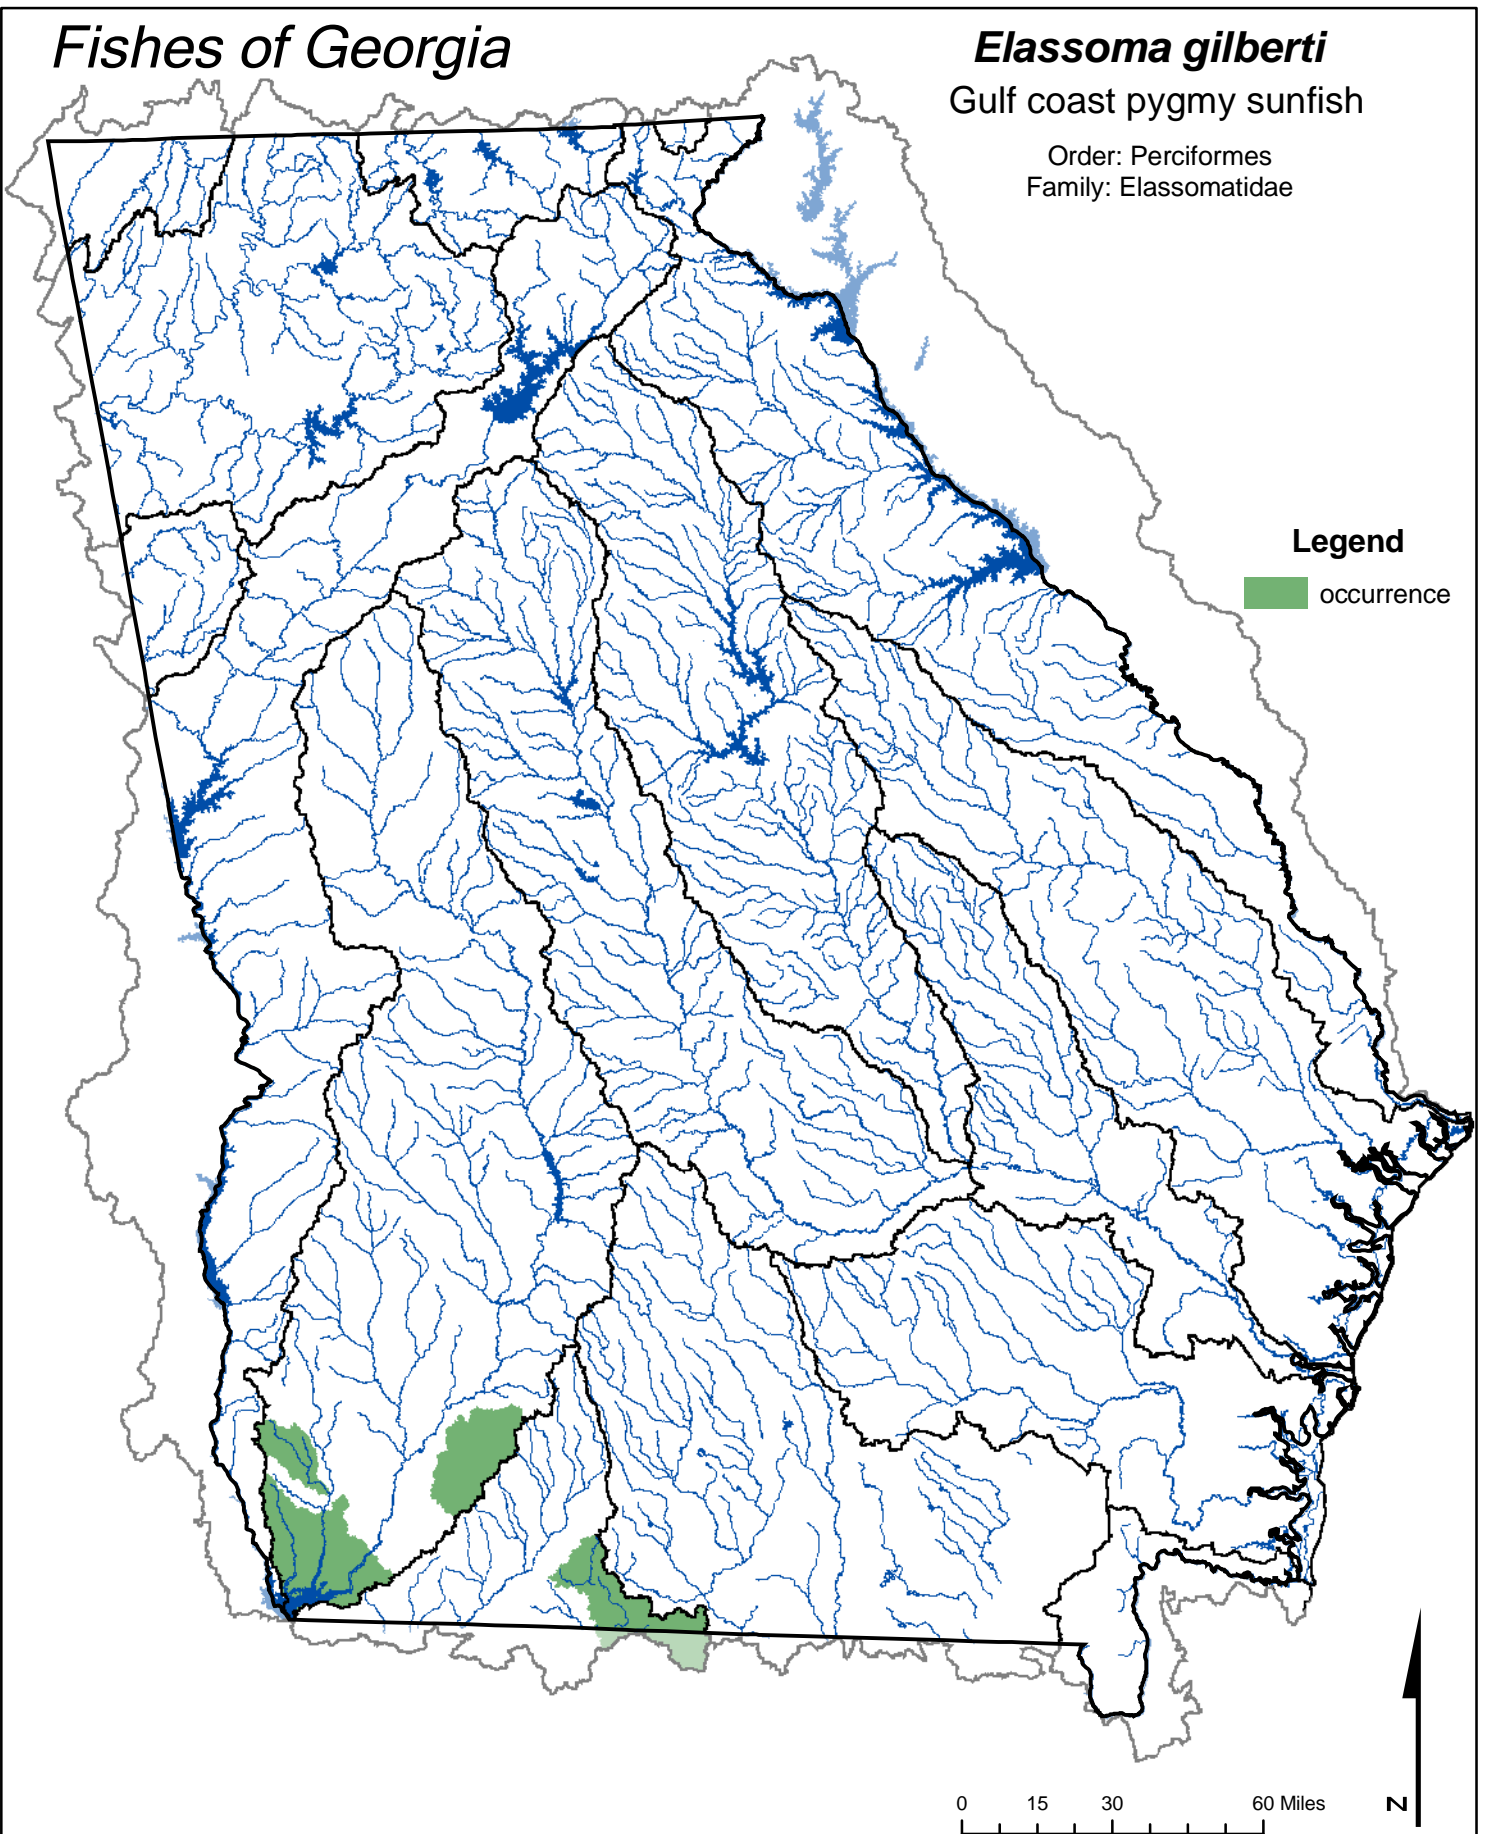 Fishes of Georgia
Elassoma gilberti
Gulf coast pygmy sunfish
Order: Perciformes
Family: Elassomatidae
Legend
occurrence
0 15 30 60 Miles
N